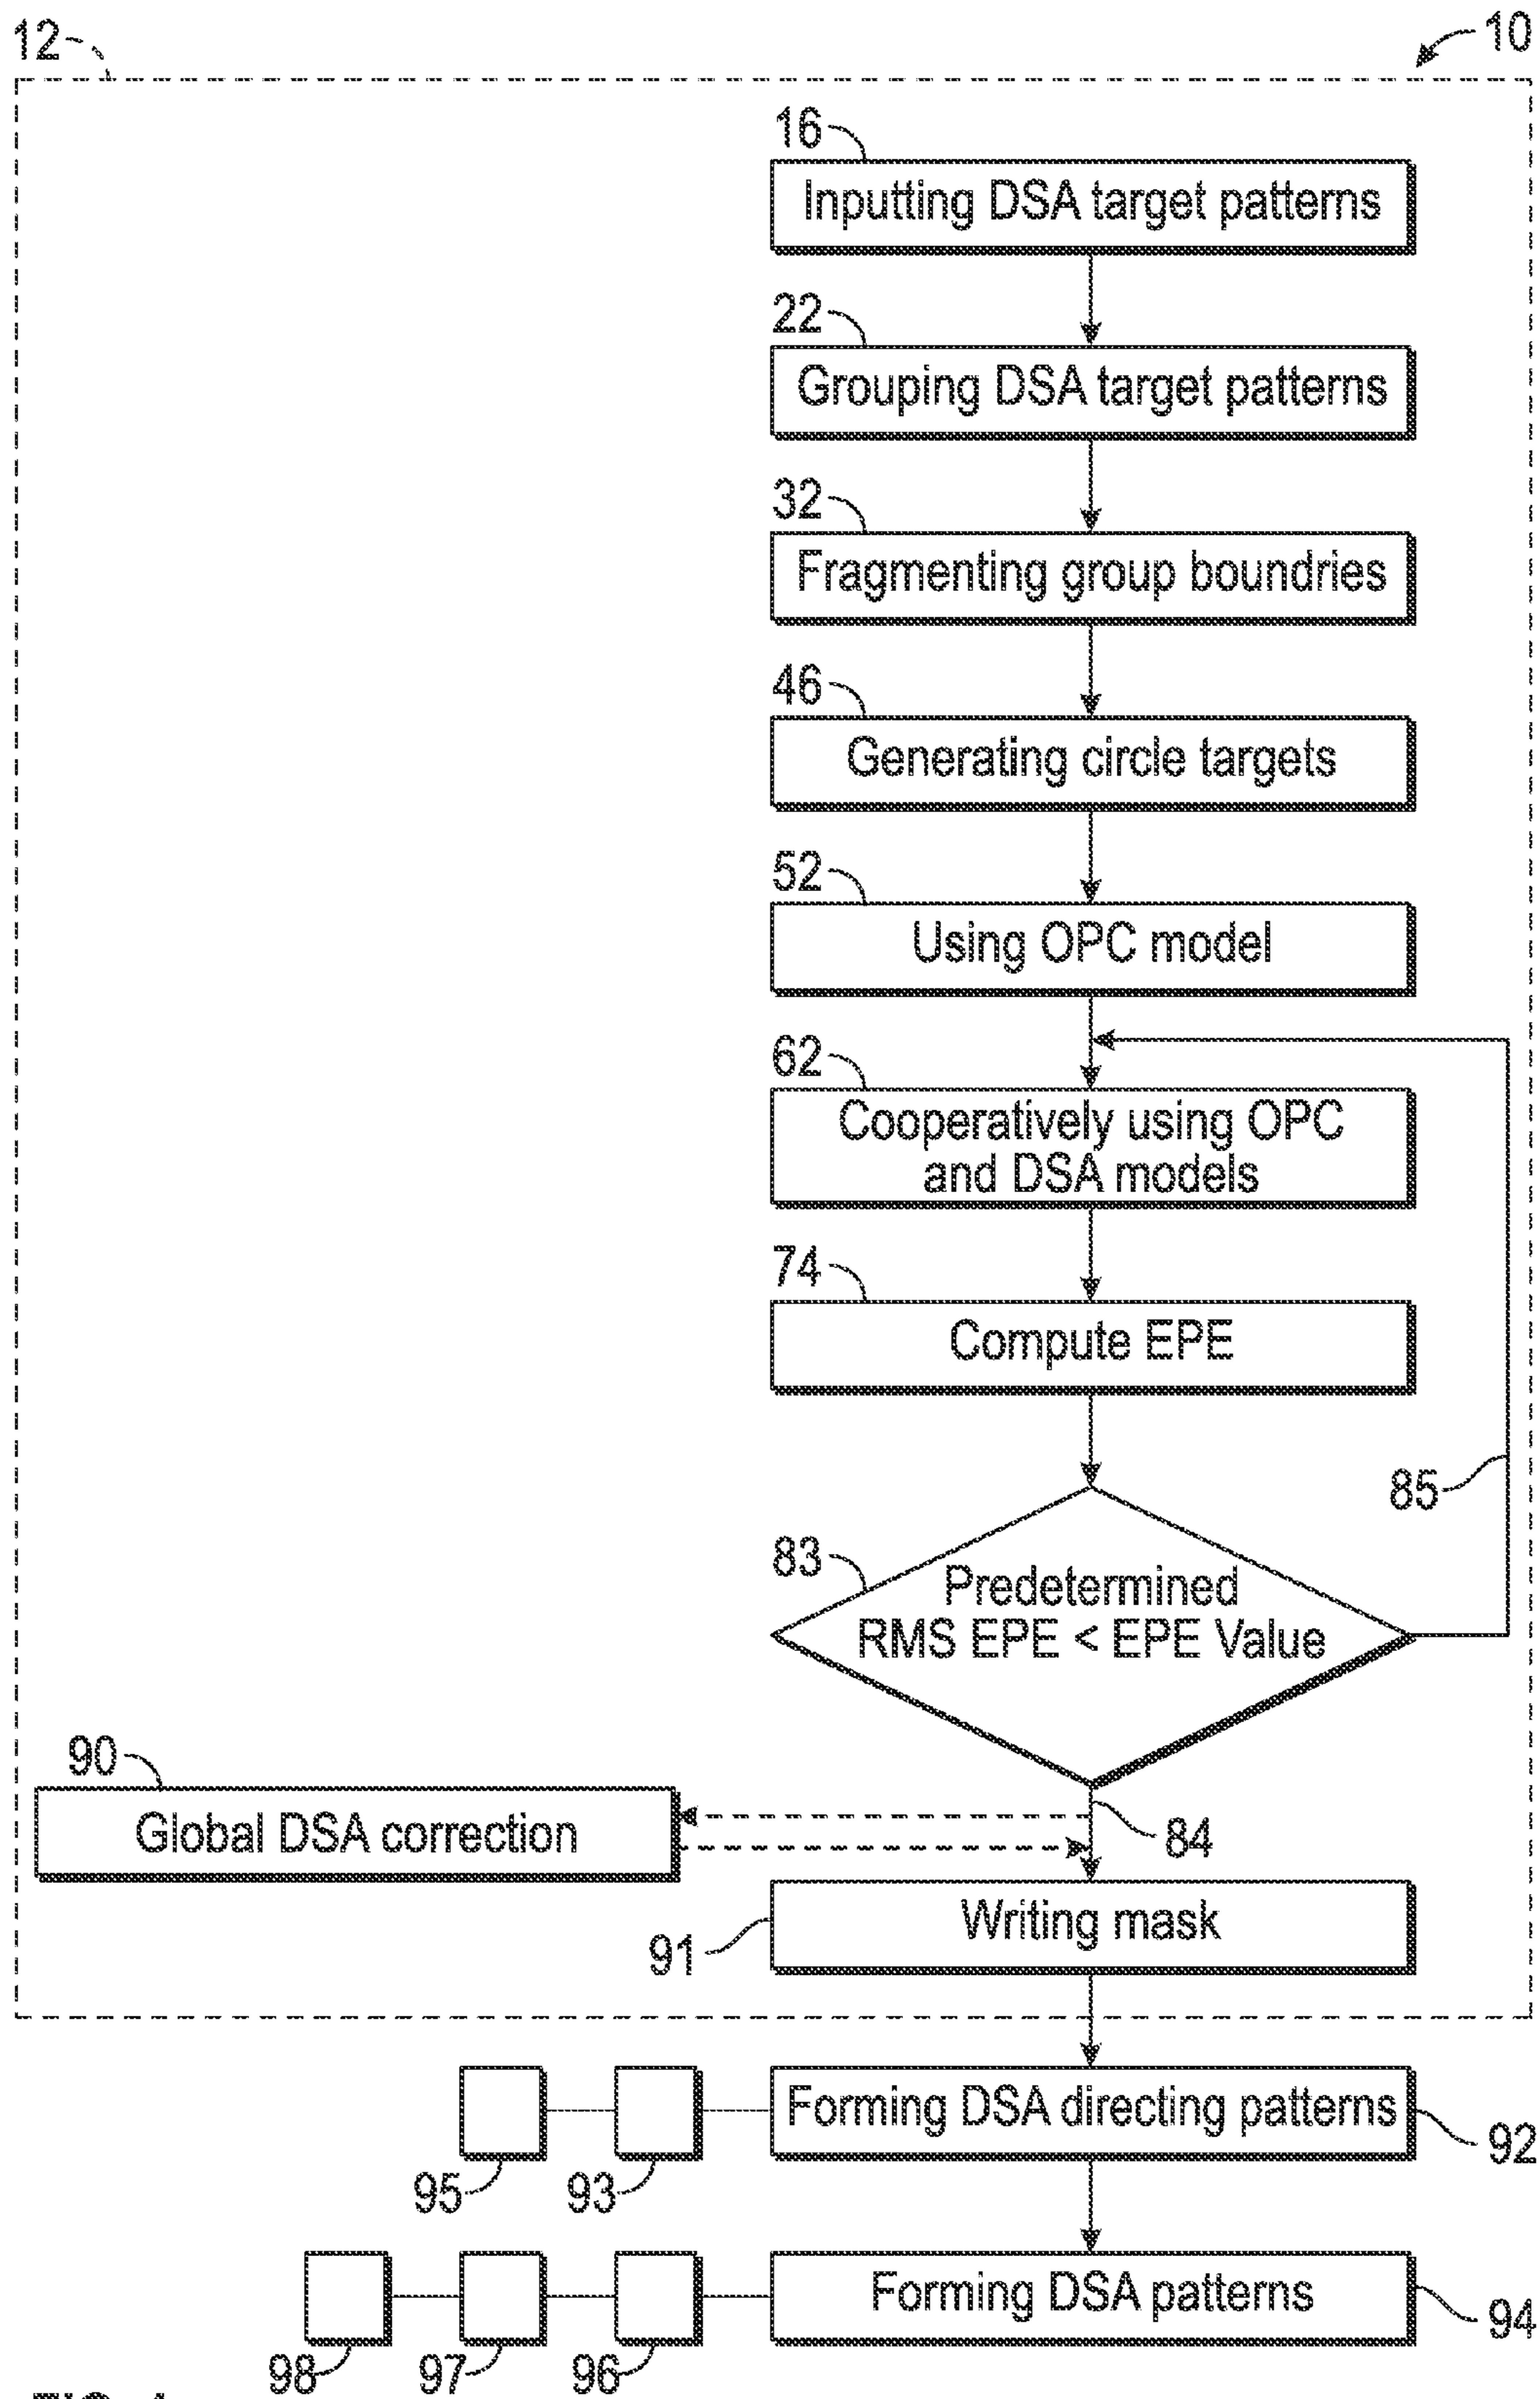 12
10
16
Inputting DSA target patterns
22
Grouping DSA target patterns
32
Fragmenting group boundries
46
Generating circle targets
52
Using OPC model
62
Cooperatively using OPC
and DSA models
74
Compute EPE
85
83
Predetermined
RMS EPE < EPE Value
90
Global DSA correction
84
Writing mask
91
Forming DSA directing patterns
92
95
93
Forming DSA patterns
94
98
97
96